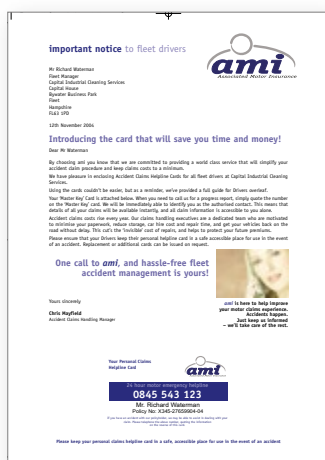 important notice to fleet drivers
ami
Associated Motor Insurance
Mr Richard Waterman
Fleet Manager
Capital Industrial Cleaning Services
Capital House
Bywater Business Park
Fleet
Hampshire
FLE3 1PD
12th November 2004
Introducing the card that will save you time and money!
Dear Mr Waterman
By choosing ami you know that we are committed to providing a world class service that will simplify your
accident claim procedure and keep claims costs to a minimum.
We have pleasure in enclosing Accident Claims Helpline Cards for all fleet drivers at Capital Industrial Cleaning
Services.
Using the cards couldn't be easier, but as a reminder, we've provided a full guide for Drivers overleaf.
Your 'Master Key' Card is attached below. When you need to call us for a progress report, simply quote the number
on the 'Master Key' card. We will be immediately able to identify you as the authorised contact. This means that
details of all your claims will be available instantly, and all claim information is accessible to you alone.
Accident claims costs rise every year. Our claims handling executives are a dedicated team who are motivated
to minimise your paperwork, reduce storage, car hire cost and repair time, and get your vehicles back on the
road without delay. This cut's the 'invisible' cost of repairs, and helps to protect your future premiums.
Please ensure that your Drivers keep their personal helpline card in a safe accessible place for use in the event
of an accident. Replacement or additional cards can be issued on request.
One call to ami, and hassle-free fleet
accident management is yours!
ami is here to help improve
your motor claims experience.
Accidents happen.
Just keep us informed
– we'll take care of the rest.
Yours sincerely
Chris Mayfield
Accident Claims Handling Manager
Your Personal Claims
Helpline Card
ami
24 hour motor emergency helpline
0845 543 123
Mr. Richard Waterman
Policy No: X345-27659984-04
Please keep your personal claims helpline card in a safe, accessible place for use in the event of an accident